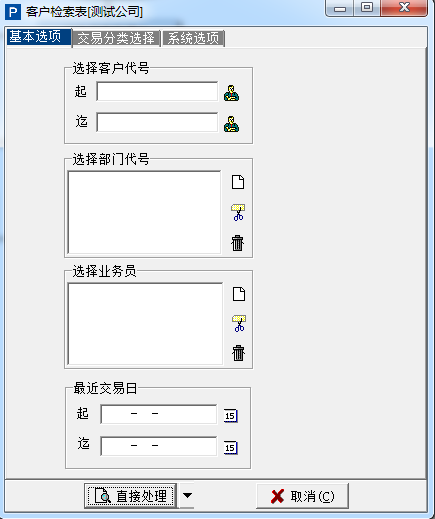 P 客户检索表[测试公司]
基本选项 交易分类选择 系统选项
选择客户代号
起
迄
选择部门代号
选择业务员
最近交易日
起 - -
15
迄 - -
15
直接处理 取消(C)